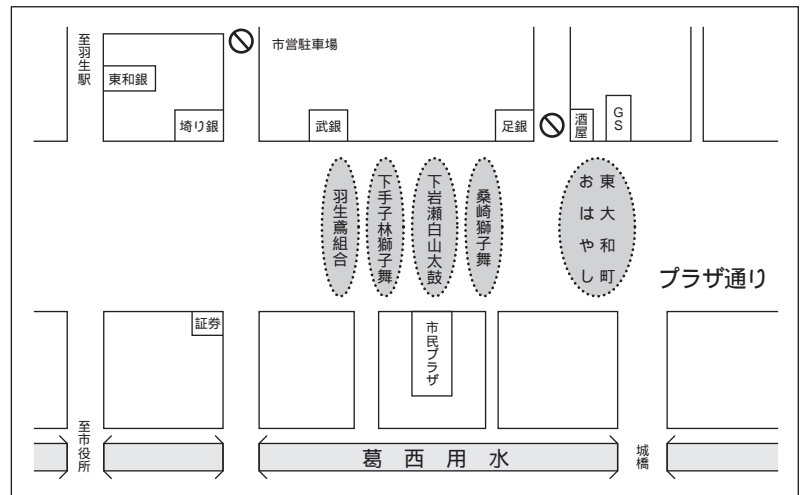 至羽生駅
市営駐車場
東和銀
埼り銀
武銀
足銀
酒屋
GS
羽生鳶組合
下手子林獅子舞
下岩瀬白山太鼓
桑崎獅子舞
東大和町
おはやし
プラザ通り
証券
市民プラザ
至市役所
葛西用水
城橋